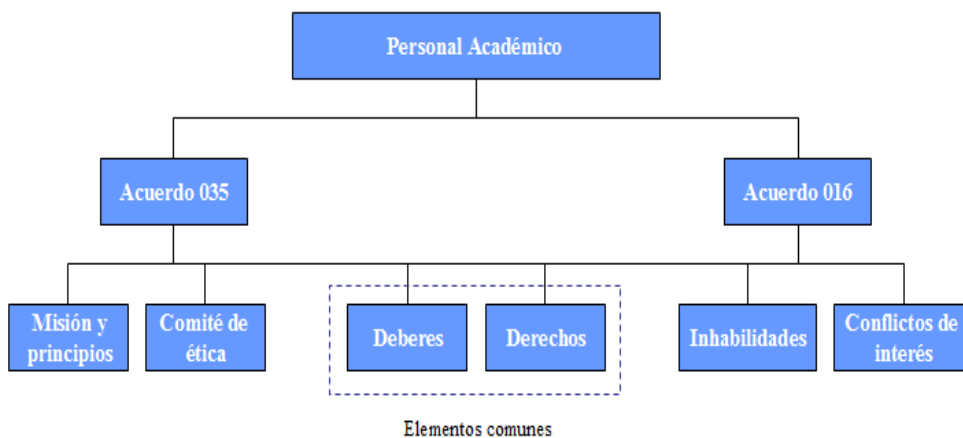 Personal Académico
Acuerdo 035
Acuerdo 016
Misión y
principios
Comité de
ética
Deberes
Derechos
Inhabilidades
Conflictos de
interés
Elementos comunes